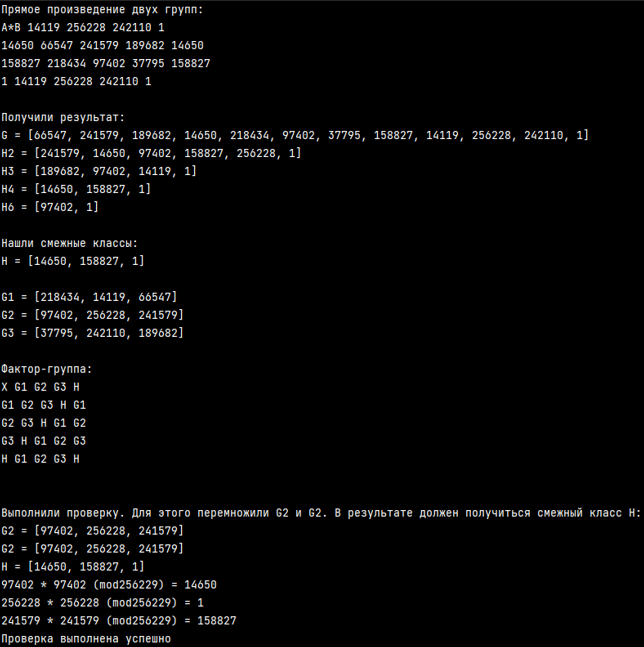 Прямое произведение двух групп:
A*B 14119 256228 242110 1
14650 66547 241579 189682 14650
158827 218434 97402 37795 158827
1 14119 256228 242110 1
Получили результат:
G = [66547, 241579, 189682, 14650, 218434, 97402, 37795, 158827, 14119, 256228, 242110, 1]
H2 = [241579, 14650, 97402, 158827, 256228, 1]
H3 = [189682, 97402, 14119, 1]
H4 = [14650, 158827, 1]
H6 = [97402, 1]
Нашли смежные классы:
H = [14650, 158827, 1]
G1 = [218434, 14119, 66547]
G2 = [97402, 256228, 241579]
G3 = [37795, 242110, 189682]
Фактор-группа:
X G1 G2 G3 H
G1 G2 G3 H G1
G2 G3 H G1 G2
G3 H G1 G2 G3
H G1 G2 G3 H
Выполнили проверку. Для этого перемножили G2 и G2. В результате должен получиться смежный класс H:
G2 = [97402, 256228, 241579]
G2 = [97402, 256228, 241579]
H = [14650, 158827, 1]
97402 * 97402 (mod256229) = 14650
256228 * 256228 (mod256229) = 1
241579 * 241579 (mod256229) = 158827
Проверка выполнена успешно